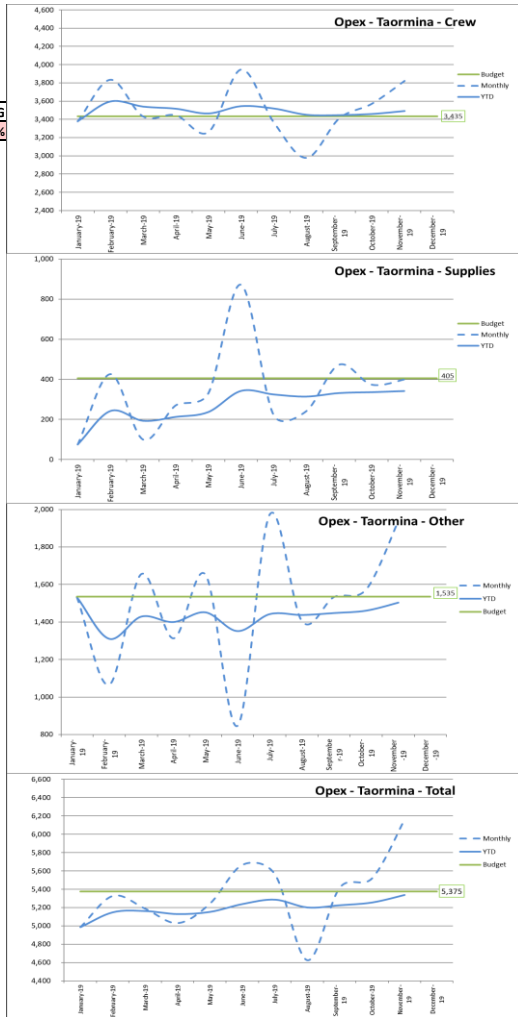 Opex - Taormina - Crew
4,600
4,400
4,200
4,000
3,800
3,600
3,400
3,200
3,000
2,800
2,600
2,400
Budget
Monthly
YTD
3,435
%
January-19
February-19
March-19
April-19
May-19
June-19
July-19
August-19
September-
19
October-19
November-
19
December-
19
Opex - Taormina - Supplies
1,000
800
600
400
200
0
Budget
Monthly
YTD
405
January-19
February-19
March-19
April-19
May-19
June-19
July-19
August-19
September-
19
October-19
November-
19
December-
19
Opex - Taormina - Other
2,000
1,800
1,600
1,400
1,200
1,000
800
Monthly
YTD
Budget
1,535
January-
19
February-
19
March-19
April-19
May-19
June-19
July-19
August-19
Septembe
r-19
October-
19
November
-19
December
-19
Opex - Taormina - Total
6,600
6,400
6,200
6,000
5,800
5,600
5,400
5,200
5,000
4,800
4,600
4,400
Monthly
YTD
Budget
5,375
January-19
February-19
March-19
April-19
May-19
June-19
July-19
August-19
September-
19
October-19
November-
19
December-
19